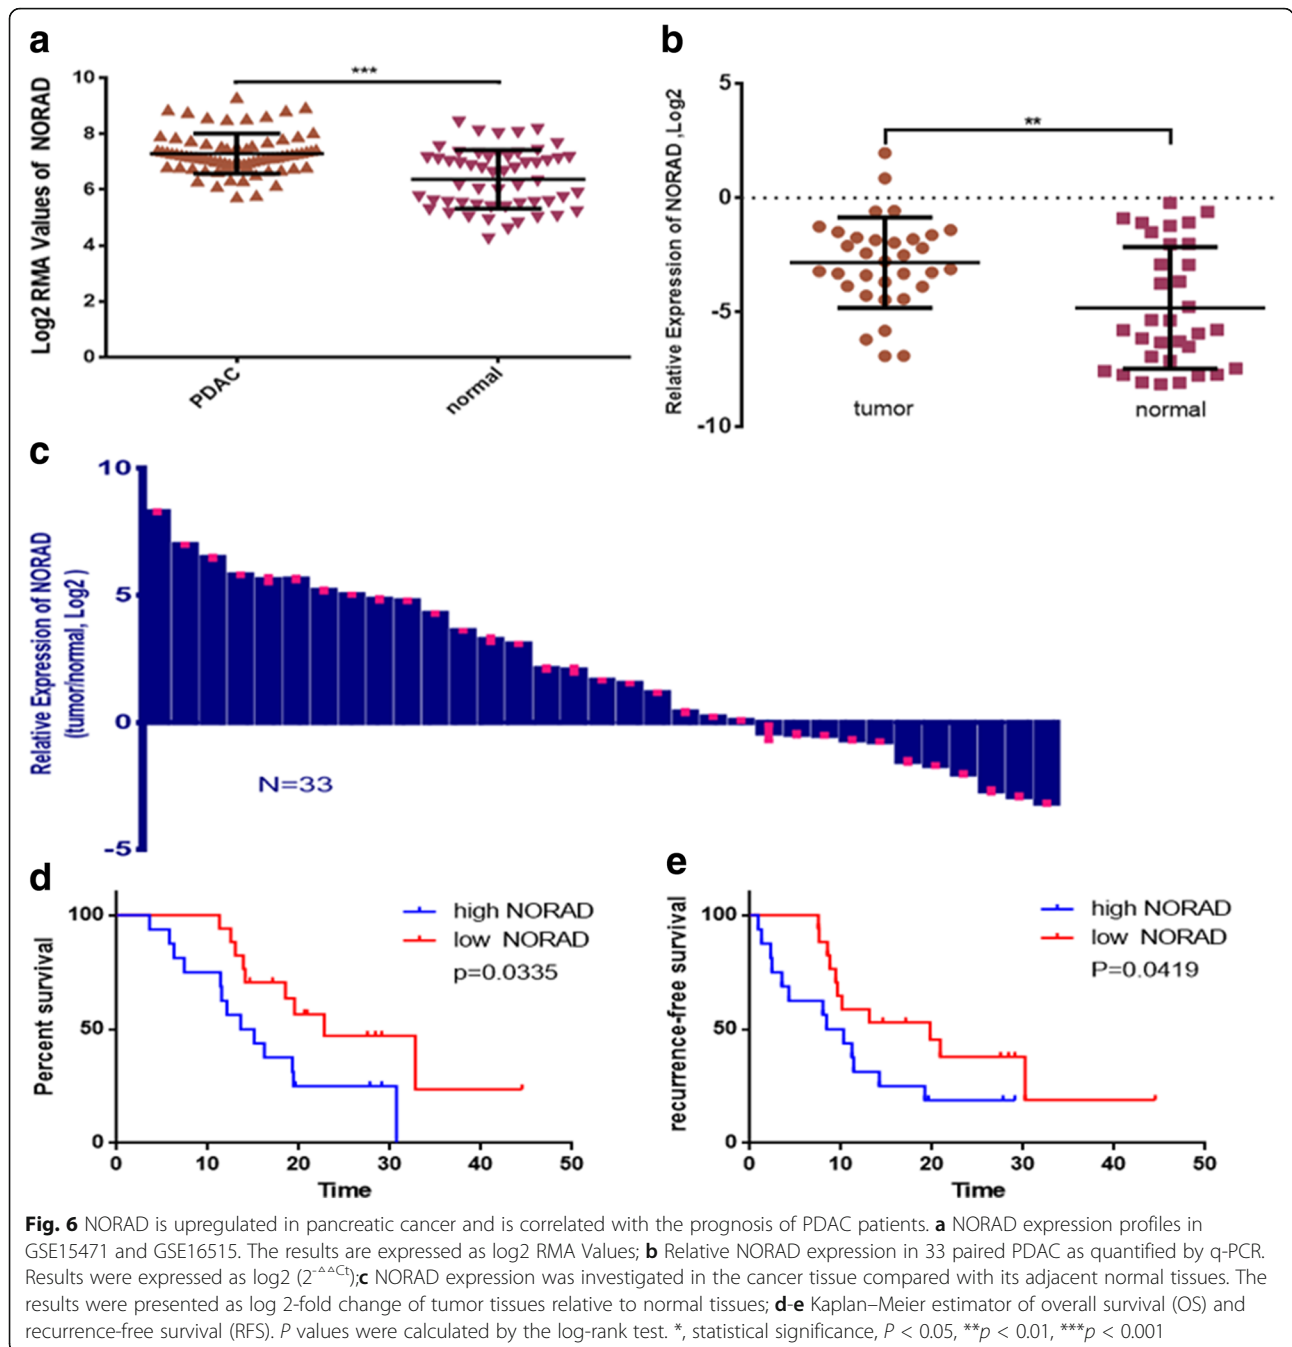 a
Log2 RMA Values of NORAD
10
8
6
4
2
0
***
PDAC
normal
b
Relative Expression of NORAD ,Log2
5
0
-5
-10
**
tumor
normal
c
Relative Expression of NORAD
(tumor/normal, Log2 )
10
5
0
-5
N=33
d
Percent survival
100
50
0
high NORAD
low NORAD
p=0.0335
0 10 20 30 40 50
Time
e
recurrence-free survival
100
50
0
high NORAD
low NORAD
P=0.0419
0 10 20 30 40 50
Time
Fig. 6 NORAD is upregulated in pancreatic cancer and is correlated with the prognosis of PDAC patients. a NORAD expression profiles in
GSE15471 and GSE16515. The results are expressed as log2 RMA Values; b Relative NORAD expression in 33 paired PDAC as quantified by q-PCR.
Results were expressed as log2 (2-△△Ct);c NORAD expression was investigated in the cancer tissue compared with its adjacent normal tissues. The
results were presented as log 2-fold change of tumor tissues relative to normal tissues; d-e Kaplan–Meier estimator of overall survival (OS) and
recurrence-free survival (RFS). P values were calculated by the log-rank test. *, statistical significance, P < 0.05, **p < 0.01, ***p < 0.001